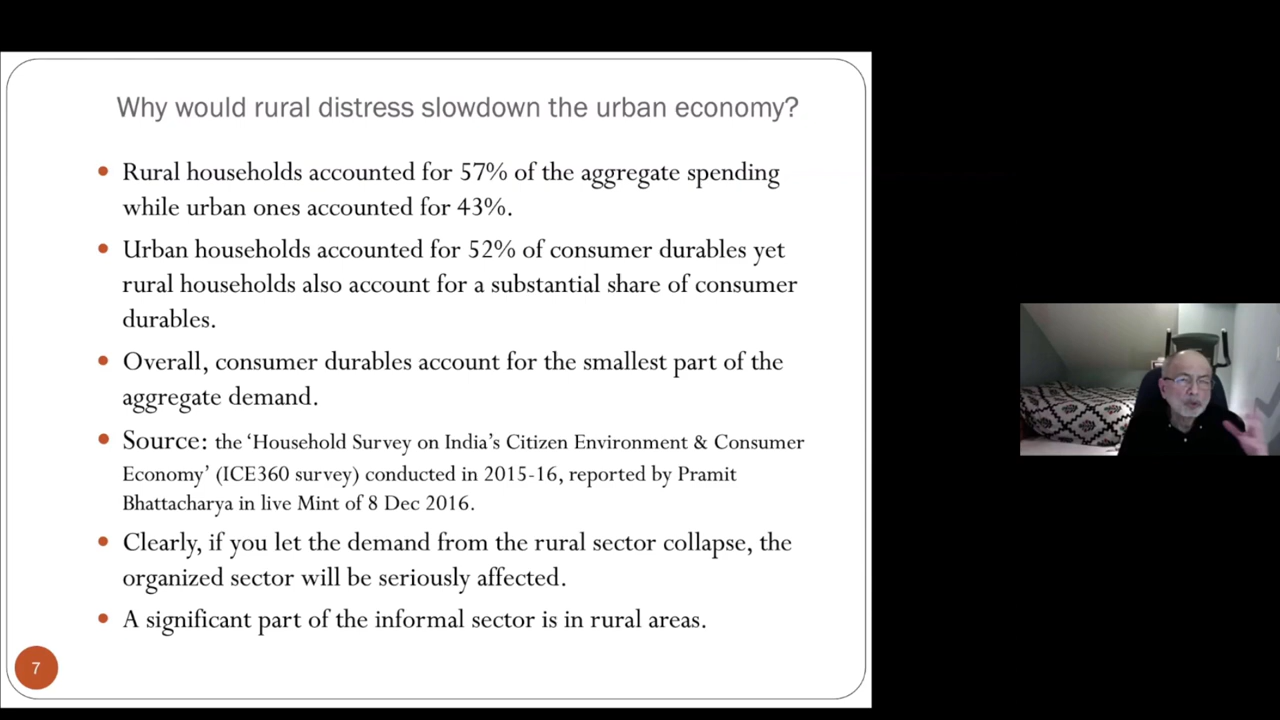 Why would rural distress slowdown the urban economy?
Rural households accounted for 57% of the aggregate spending
while urban ones accounted for 43%.
Urban households accounted for 52% of consumer durables yet
rural households also account for a substantial share of consumer
durables.
Overall, consumer durables account for the smallest part of the
aggregate demand.
Source: the ‘Household Survey on India’s Citizen Environment & Consumer
Economy’ (ICE360 survey) conducted in 2015-16, reported by Pramit
Bhattacharya in live Mint of 8 Dec 2016.
Clearly, if you let the demand from the rural sector collapse, the
organized sector will be seriously affected.
A significant part of the informal sector is in rural areas.
7